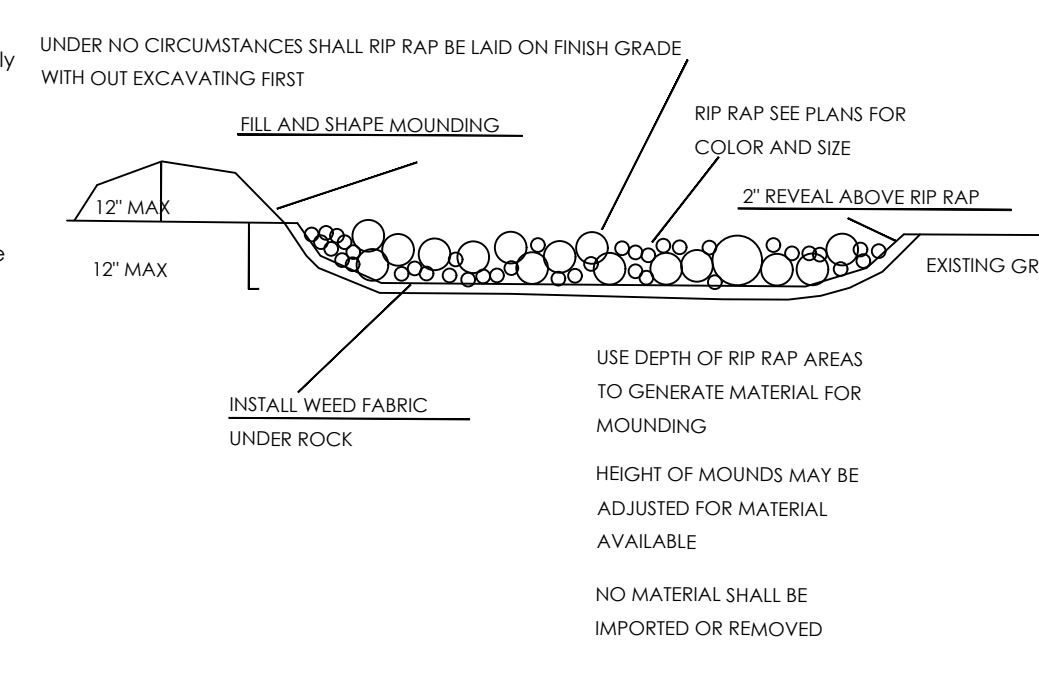 ly
UNDER NO CIRCUMSTANCES SHALL RIP RAP BE LAID ON FINISH GRADE
WITH OUT EXCAVATING FIRST
FILL AND SHAPE MOUNDING
RIP RAP SEE PLANS FOR
COLOR AND SIZE
2" REVEAL ABOVE RIP RAP
12" MAX
12" MAX
e
EXISTING GR
INSTALL WEED FABRIC
UNDER ROCK
USE DEPTH OF RIP RAP AREAS
TO GENERATE MATERIAL FOR
MOUNDING
HEIGHT OF MOUNDS MAY BE
ADJUSTED FOR MATERIAL
AVAILABLE
NO MATERIAL SHALL BE
IMPORTED OR REMOVED